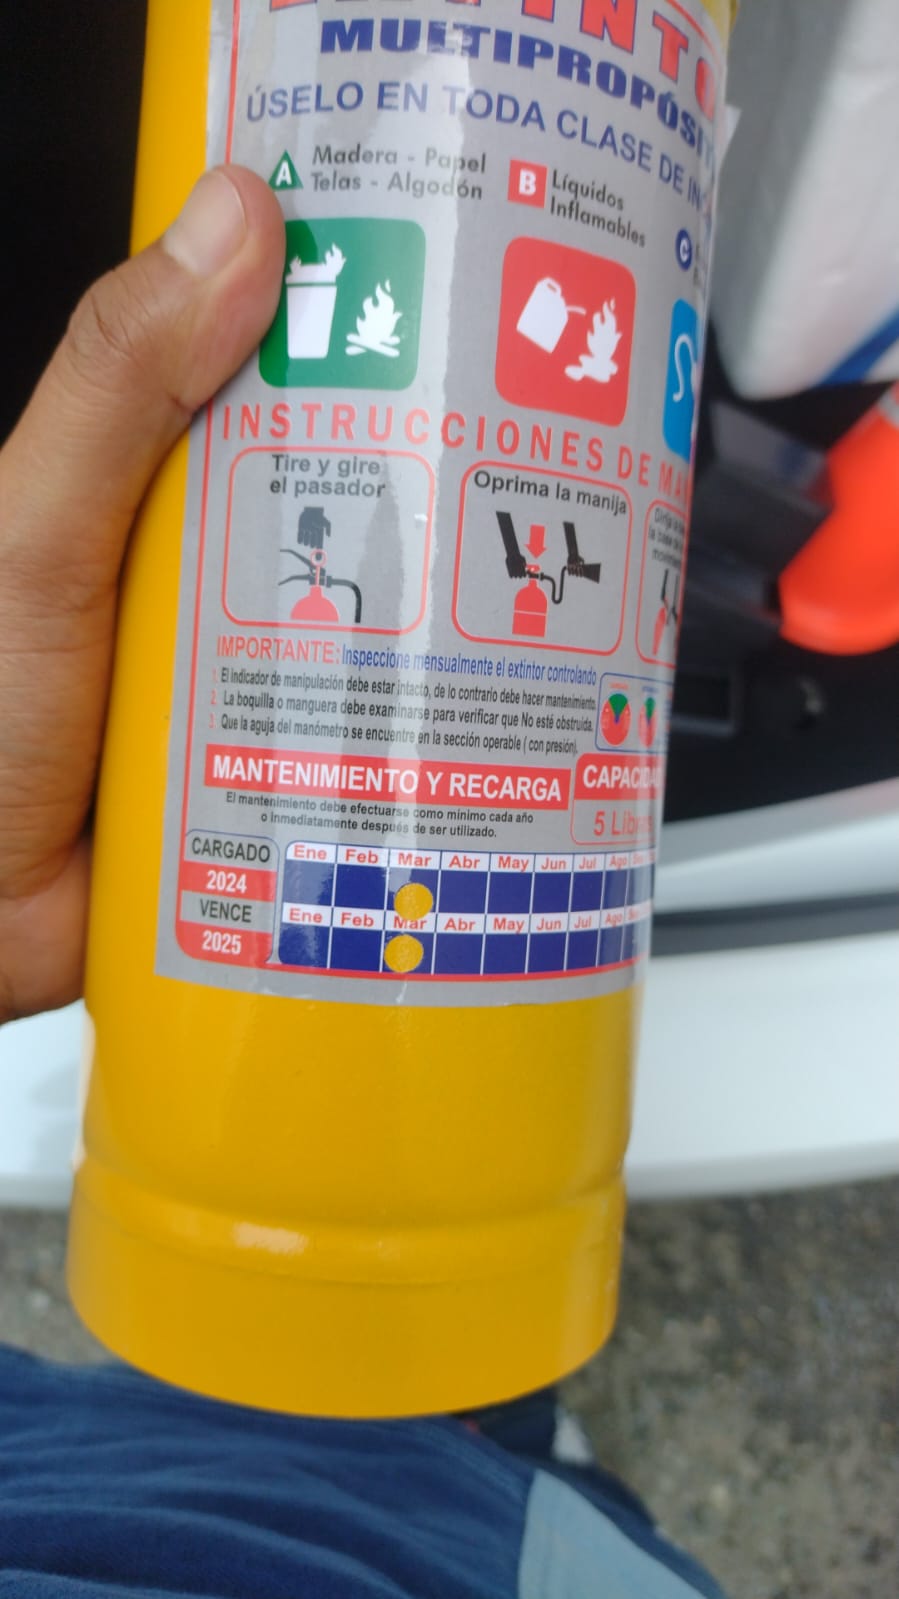 MULTIPROPÓSIT
ÚSELO EN TODA CLASE DE IN
A Madera - Papel
Telas - Algodón
B Líquidos
Inflamables
C
INSTRUCCIONES DE MA
Tire y gire
el pasador
Oprima la manija
IMPORTANTE: Inspeccione mensualmente el extintor controlando
1. El indicador de manipulación debe estar intacto, de lo contrario debe hacer mantenimiento.
2. La boquilla o manguera debe examinarse para verificar que No esté obstruida.
3. Que la aguja del manómetro se encuentre en la sección operable ( con presión).
MANTENIMIENTO Y RECARGA
El mantenimiento debe efectuarse como mínimo cada año
o inmediatamente después de ser utilizado.
CAPACIDAD
5 Libras
CARGADO Ene Feb Mar Abr May Jun Jul Ago
2024
VENCE Ene Feb Mar Abr May Jun Jul Ago
2025